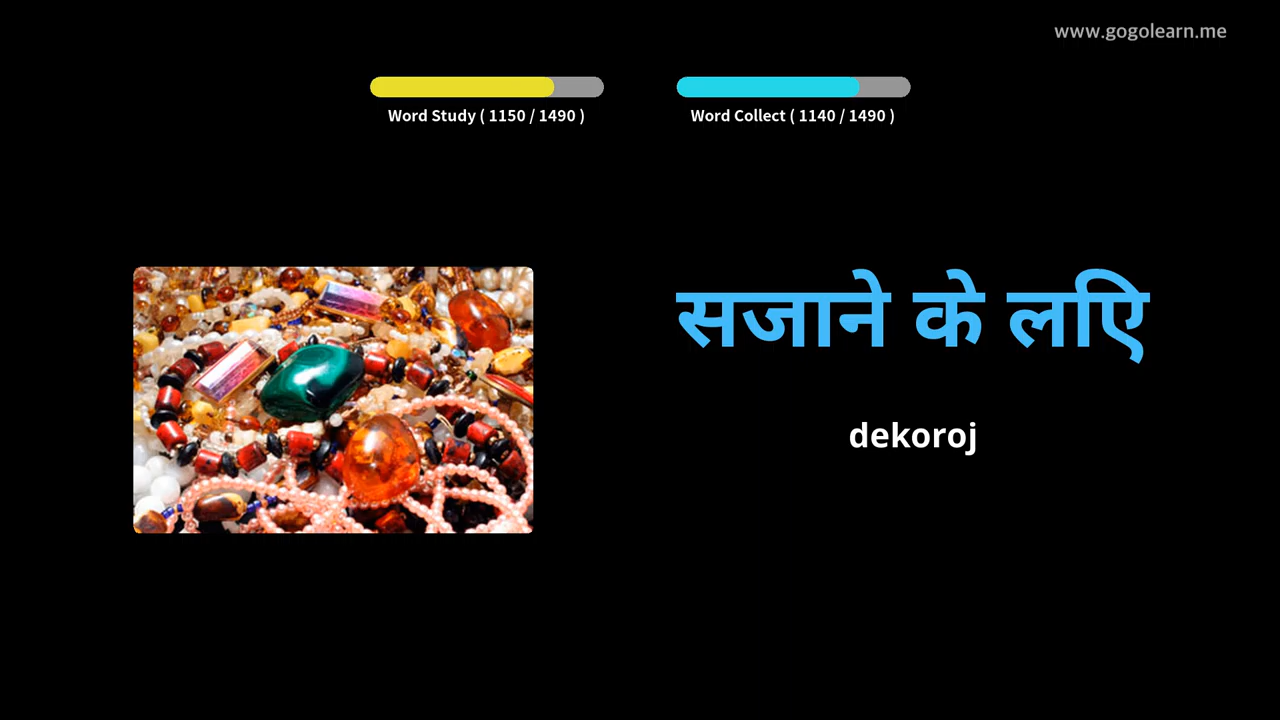 www.gogolearn.me
Word Study ( 1150 / 1490 )
Word Collect ( 1140 / 1490 )
सजाने के लिए
dekoroj